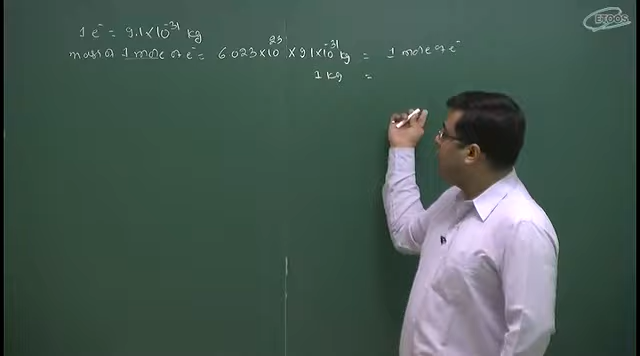 ETOOS
1 e⁻ = 9.1 × 10⁻³¹ kg
mass of 1 mole of e⁻ = 6.023 × 10²³ × 9.1 × 10⁻³¹ kg = 1 mole of e⁻
1 kg =